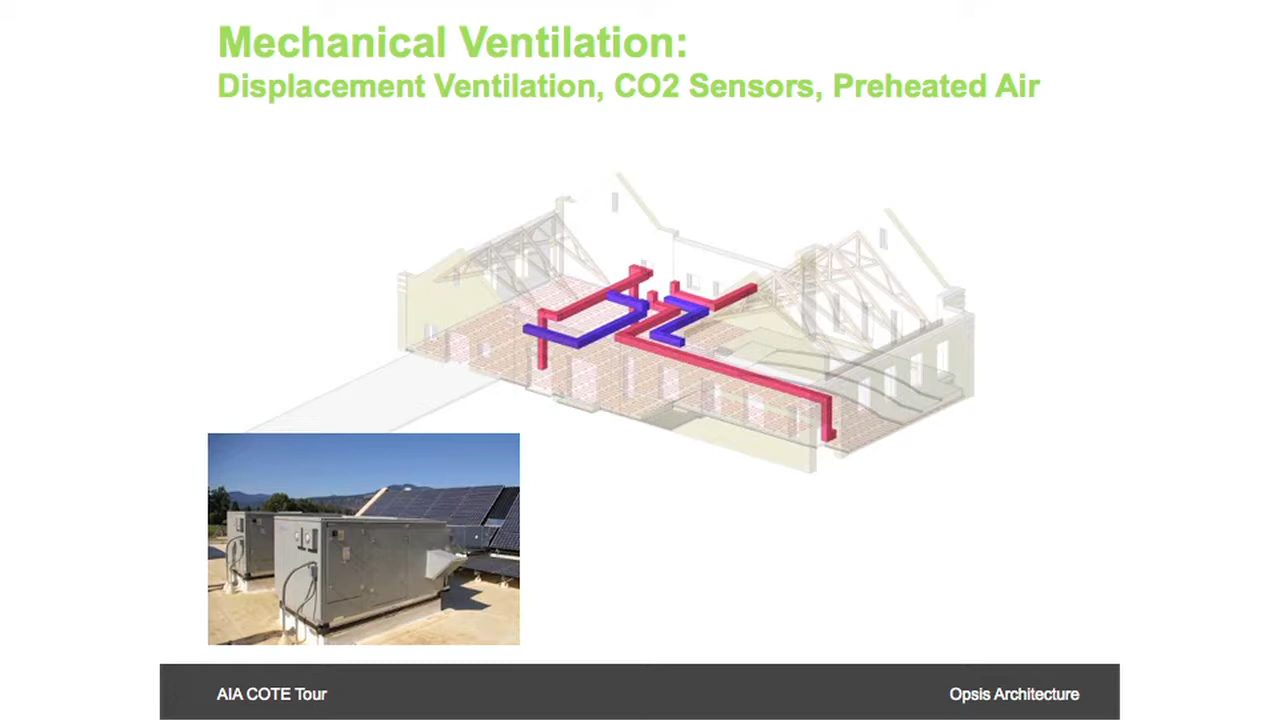 Mechanical Ventilation:
Displacement Ventilation, CO2 Sensors, Preheated Air
AIA COTE Tour
Opsis Architecture